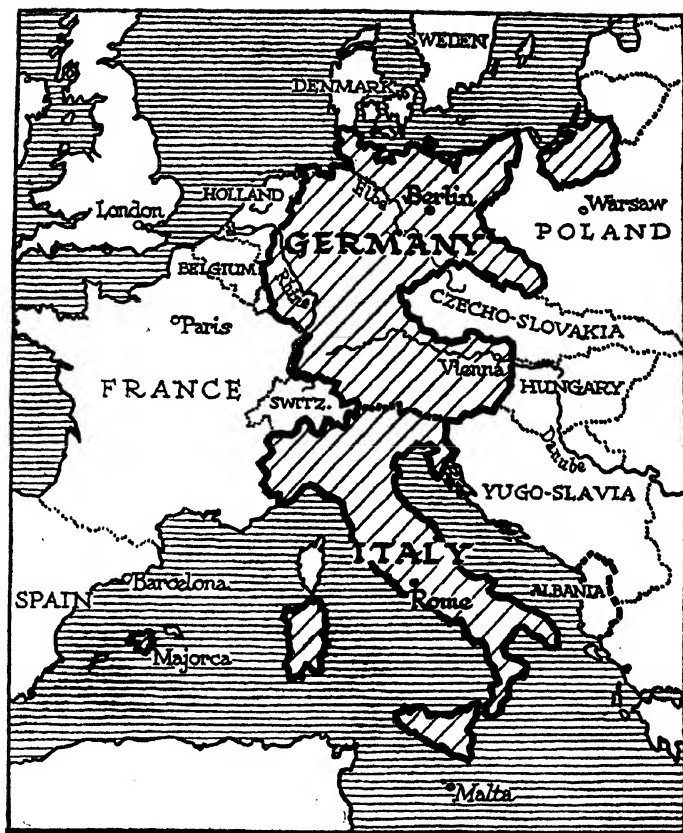 SWEDEN
DENMARK
HOLLAND
Elbe
Berlin
London
Warsaw
GERMANY
POLAND
BELGIUM
Rhine
CZECHO-SLOVAKIA
Paris
Vienna
FRANCE
SWITZ.
HUNGARY
Danube
YUGO-SLAVIA
ITALY
Barcelona
Rome
ALBANIA
SPAIN
Majorca
Malta